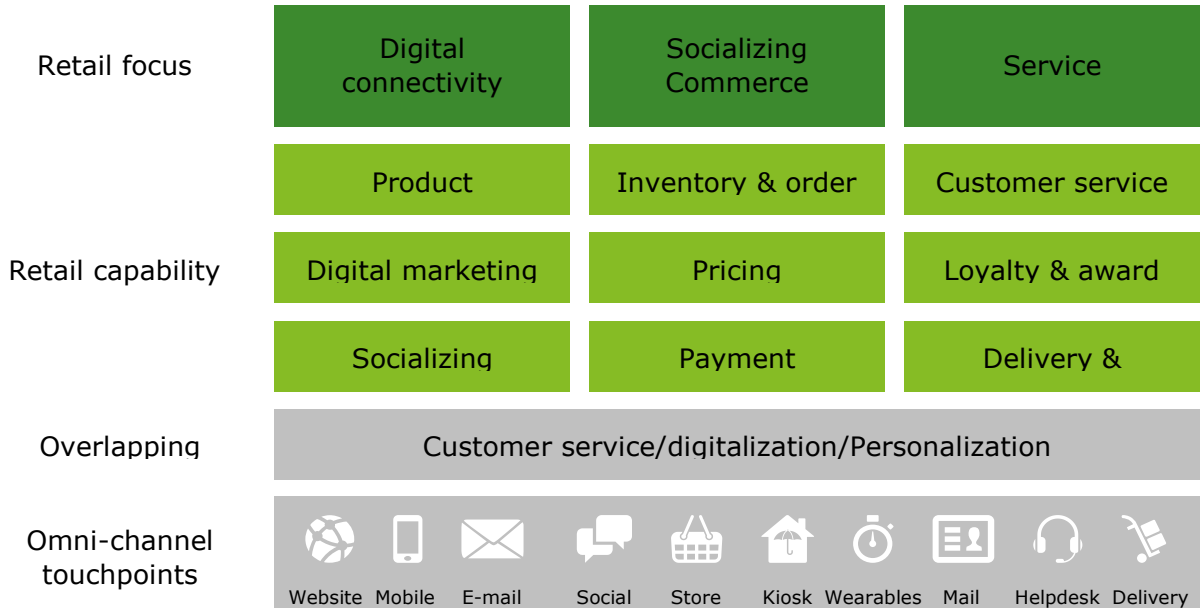 Retail focus
Digital
connectivity
Socializing
Commerce
Service
Retail capability
Product
Inventory & order
Customer service
Digital marketing
Pricing
Loyalty & award
Socializing
Payment
Delivery &
Overlapping
Customer service/digitalization/Personalization
Omni-channel
touchpoints
Website Mobile E-mail Social Store Kiosk Wearables Mail Helpdesk Delivery